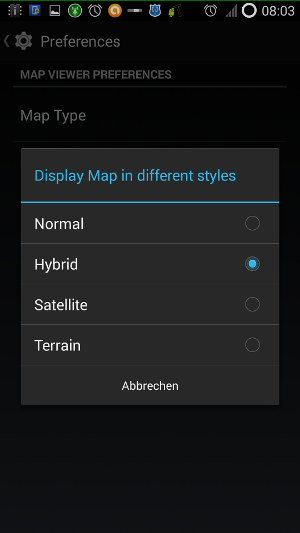 08:03
Preferences
MAP VIEWER PREFERENCES
Map Type
Display Map in different styles
Normal
Hybrid
Satellite
Terrain
Abbrechen